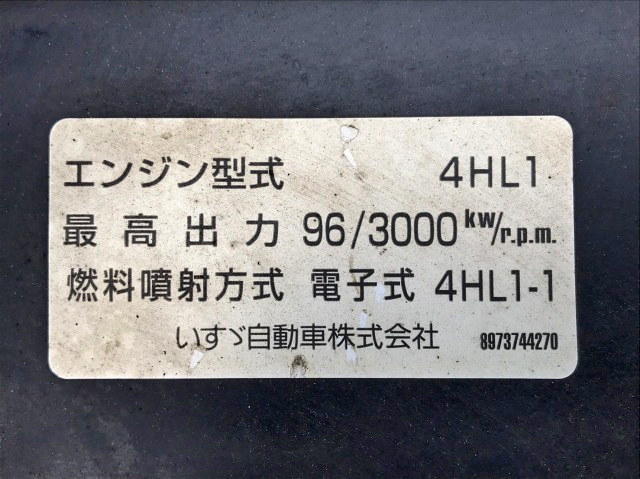 エンジン型式 4HL1
最高出力 96/3000 kw/r.p.m.
燃料噴射方式 電子式 4HL1-1
いすゞ自動車株式会社 8973744270